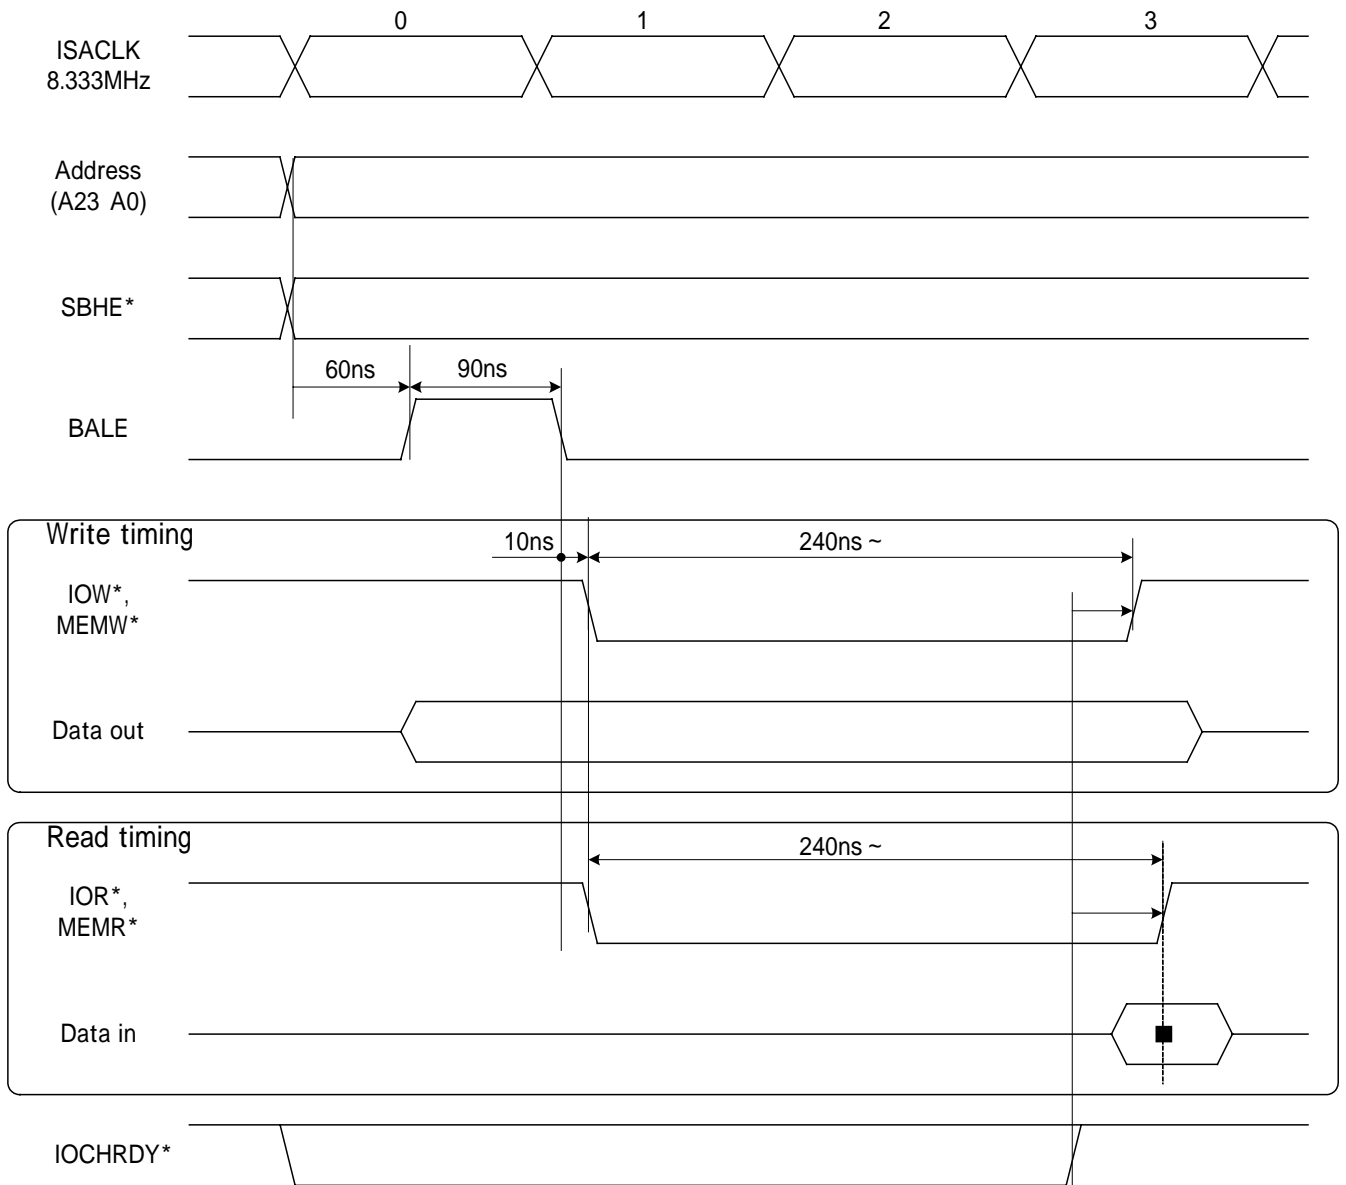 0 1 2 3
ISACLK
8.333MHz
Address
(A23 A0)
SBHE*
60ns 90ns
BALE
Write timing
10ns 240ns ~
IOW*,
MEMW*
Data out
Read timing
240ns ~
IOR*,
MEMR*
Data in
IOCHRDY*